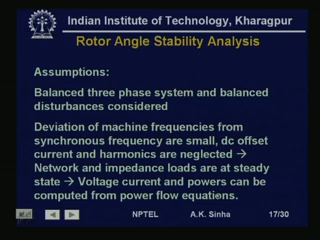 Indian Institute of Technology, Kharagpur
Rotor Angle Stability Analysis
Assumptions:
Balanced three phase system and balanced
disturbances considered
Deviation of machine frequencies from
synchronous frequency are small, dc offset
current and harmonics are neglected →
Network and impedance loads are at steady
state → Voltage current and powers can be
computed from power flow equations.
NPTEL A.K. Sinha 17/30